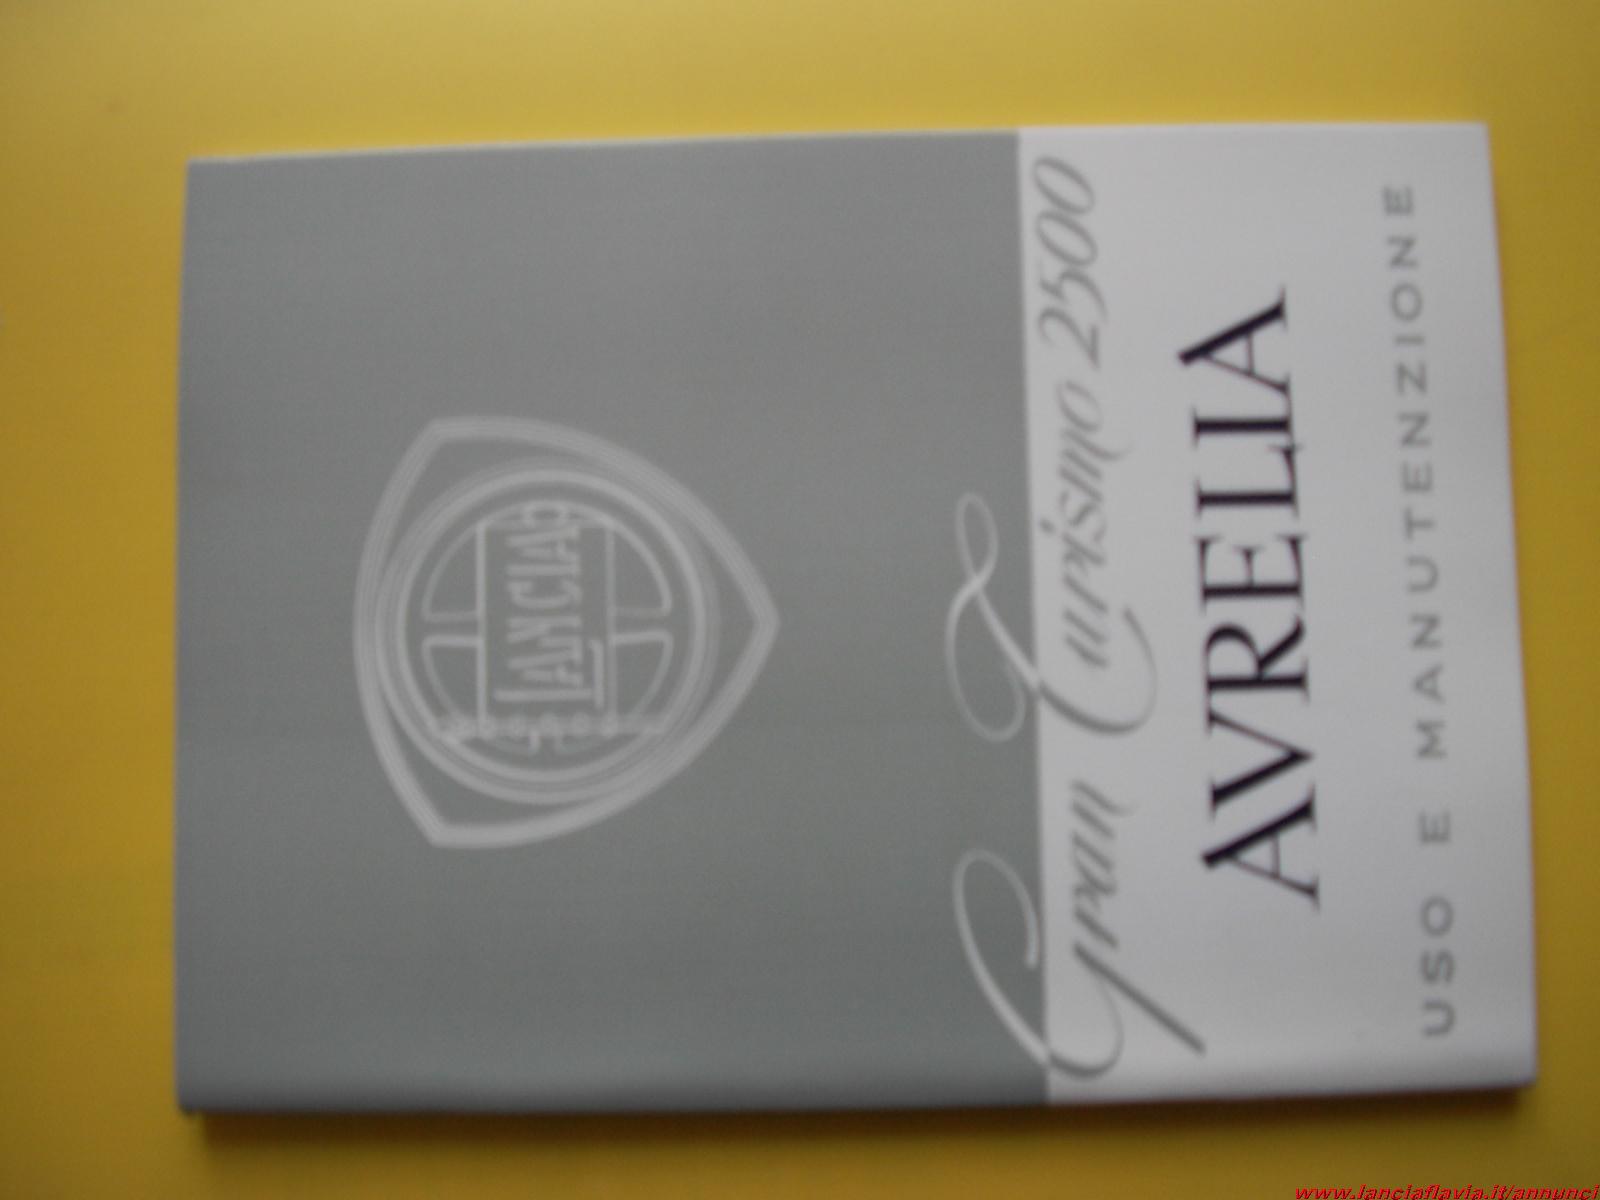 LANCIA
Gran Turismo 2500
AVRELIA
USO E MANUTENZIONE
www.lanciaflavia.it/annunci